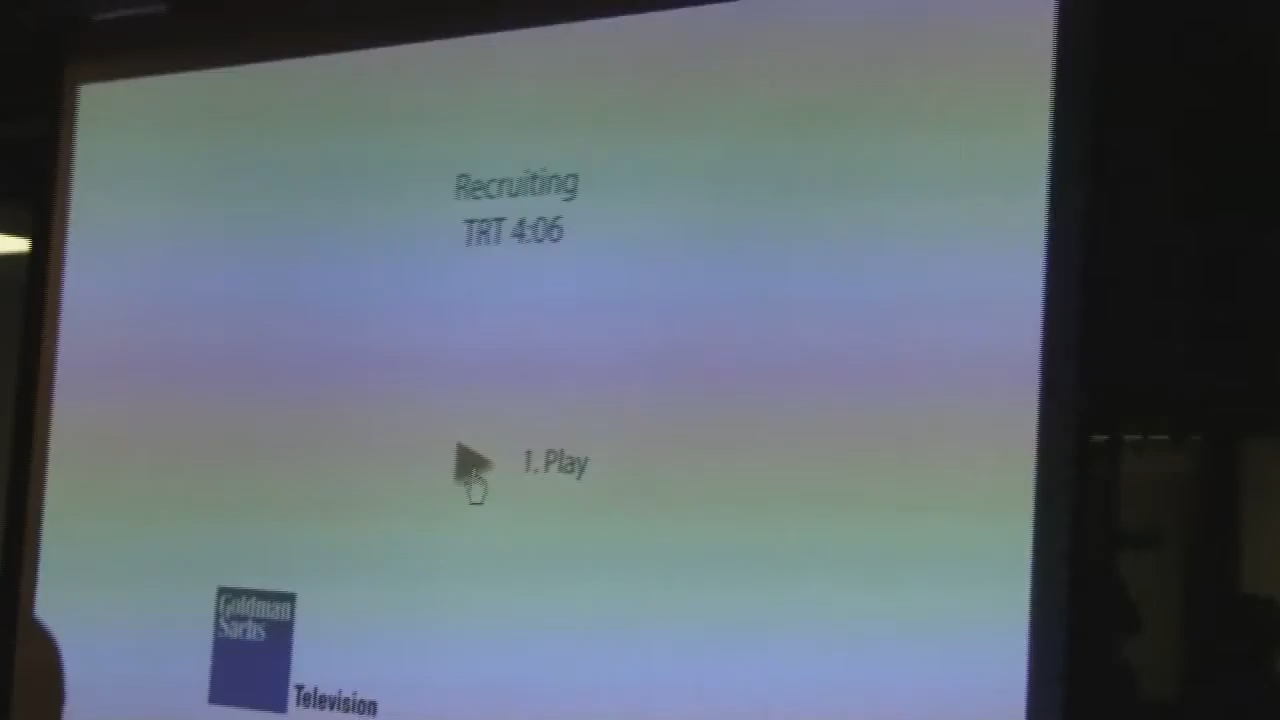 Recruiting
TRT 4:06
1. Play
Goldman
Sachs
Television